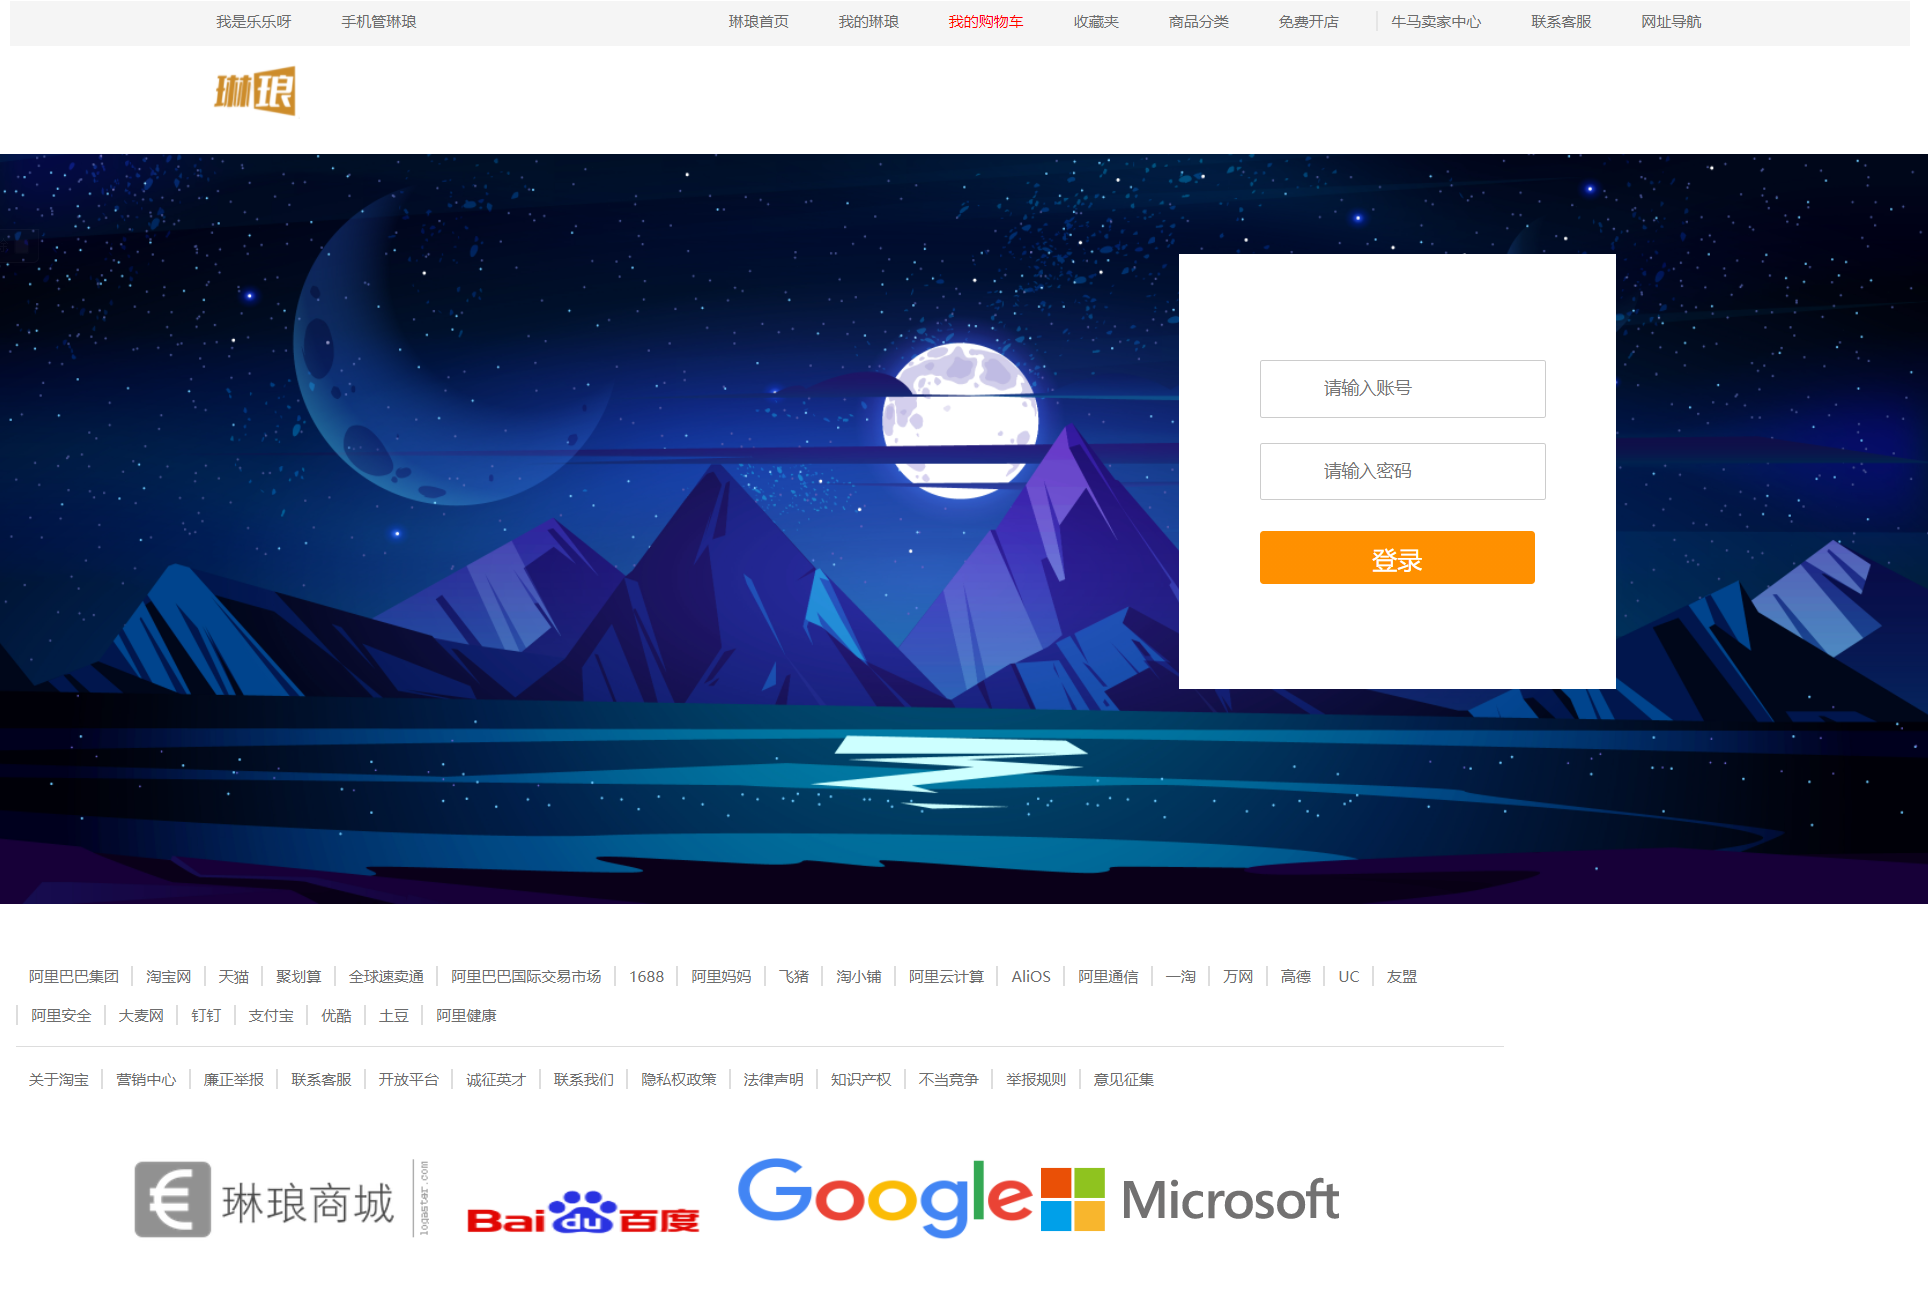 我是乐乐呀 手机管琳琅 琳琅首页 我的琳琅 我的购物车 收藏夹 商品分类 免费开店 牛马卖家中心 联系客服 网址导航
琳琅
请输入账号
请输入密码
登录
阿里巴巴集团 淘宝网 天猫 聚划算 全球速卖通 阿里巴巴国际交易市场 1688 阿里妈妈 飞猪 淘小铺 阿里云计算 AliOS 阿里通信 一淘 万网 高德 UC 友盟
阿里安全 大麦网 钉钉 支付宝 优酷 土豆 阿里健康
关于淘宝 营销中心 廉正举报 联系客服 开放平台 诚征英才 联系我们 隐私权政策 法律声明 知识产权 不当竞争 举报规则 意见征集
€ 琳琅商城 logaster.com Baidu百度 Google Microsoft